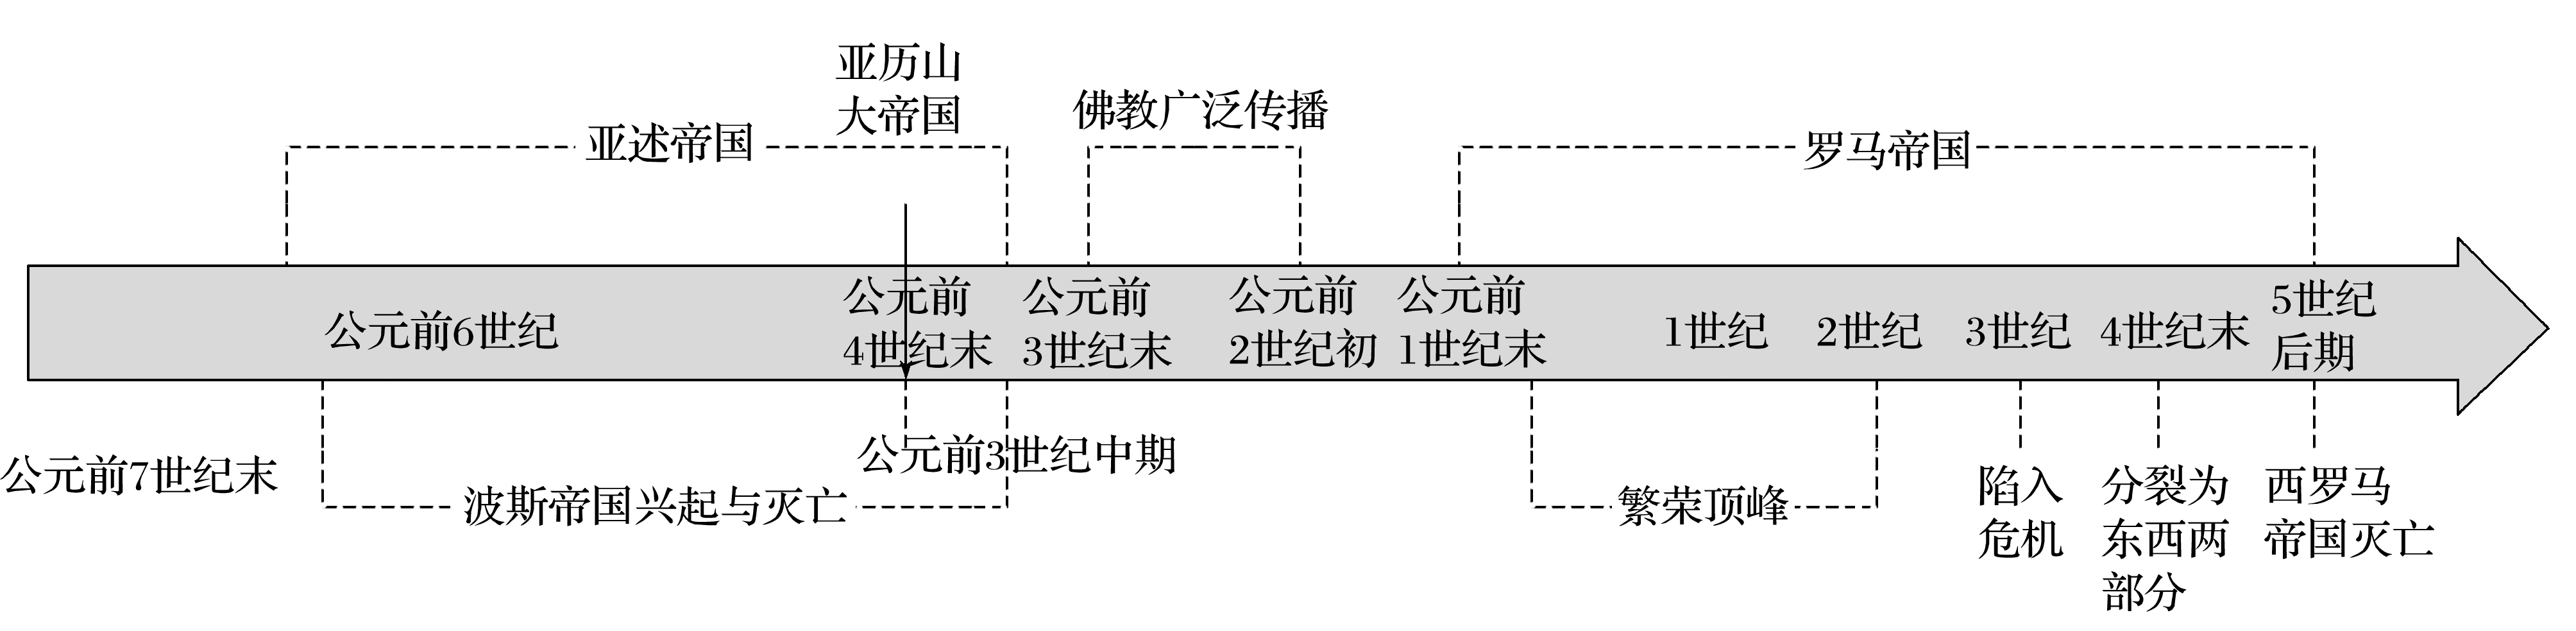 亚历山
大帝国
佛教广泛传播
亚述帝国
罗马帝国
公元前6世纪
公元前
4世纪末
公元前
3世纪末
公元前
2世纪初
公元前
1世纪末
1世纪
2世纪
3世纪
4世纪末
5世纪
后期
公元前7世纪末
公元前3世纪中期
波斯帝国兴起与灭亡
繁荣顶峰
陷入
危机
分裂为
东西两
部分
西罗马
帝国灭亡